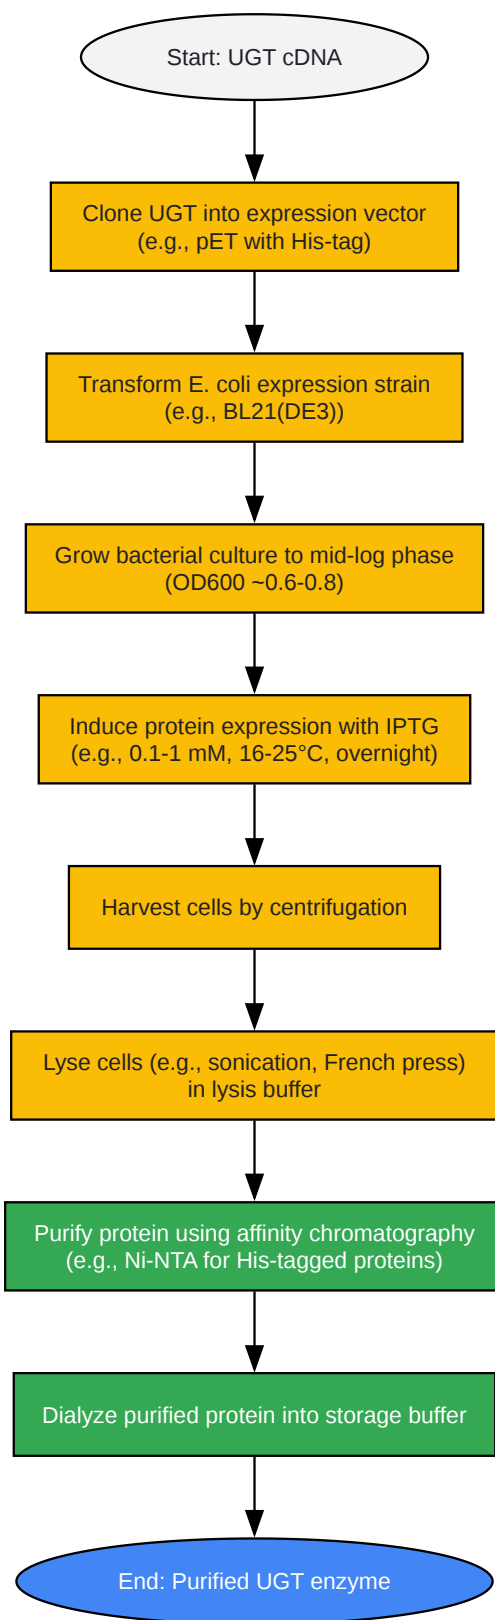 Start: UGT cDNA
Clone UGT into expression vector
(e.g., pET with His-tag)
Transform E. coli expression strain
(e.g., BL21(DE3))
Grow bacterial culture to mid-log phase
(OD600 ~0.6-0.8)
Induce protein expression with IPTG
(e.g., 0.1-1 mM, 16-25°C, overnight)
Harvest cells by centrifugation
Lyse cells (e.g., sonication, French press)
in lysis buffer
Purify protein using affinity chromatography
(e.g., Ni-NTA for His-tagged proteins)
Dialyze purified protein into storage buffer
End: Purified UGT enzyme